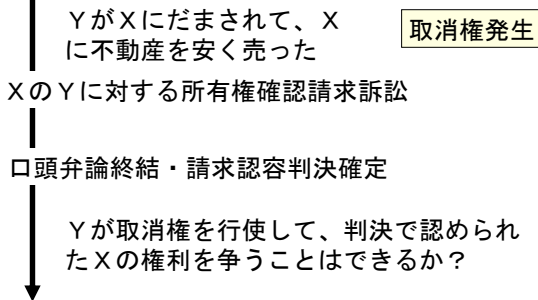 ＹがＸにだまされて、Ｘ
に不動産を安く売った
取消権発生
ＸのＹに対する所有権確認請求訴訟
口頭弁論終結・請求認容判決確定
Ｙが取消権を行使して、判決で認められ
たＸの権利を争うことはできるか？